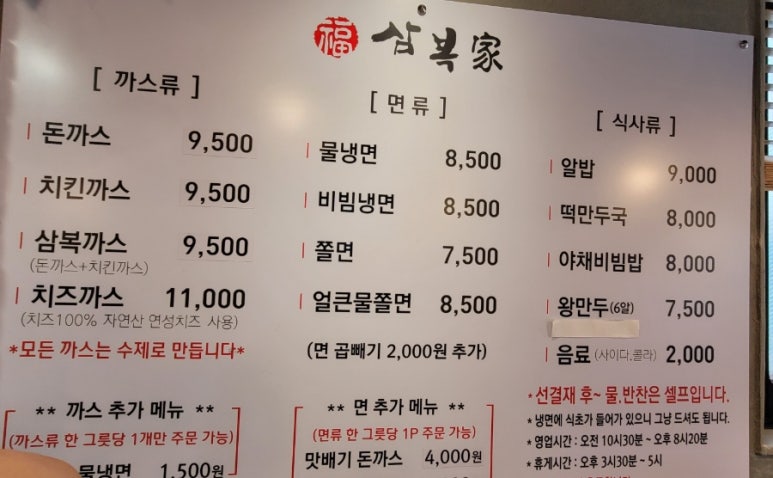 福 삼복家
[ 까스류 ]
돈까스 9,500
치킨까스 9,500
삼복까스 9,500
(돈까스+치킨까스)
치즈까스 11,000
(치즈100% 자연산 연성치즈 사용)
*모든 까스는 수제로 만듭니다*
** 까스 추가 메뉴 **
(까스류 한 그릇당 1개만 주문 가능)
물냉면 1,500원
[ 면류 ]
물냉면 8,500
비빔냉면 8,500
쫄면 7,500
얼큰물쫄면 8,500
(면 곱빼기 2,000원 추가)
** 면 추가 메뉴 **
(면류 한 그릇당 1P 주문 가능)
맛배기 돈까스 4,000원
[ 식사류 ]
알밥 9,000
떡만두국 8,000
야채비빔밥 8,000
왕만두(6알) 7,500
음료 (사이다,콜라) 2,000
* 선결재 후~ 물,반찬은 셀프입니다.
* 냉면에 식초가 들어가 있으니 그냥 드셔도 됩니다.
* 영업시간 : 오전 10시30분~ 오후 8시20분
* 휴게시간 : 오후 3시30분 ~ 5시